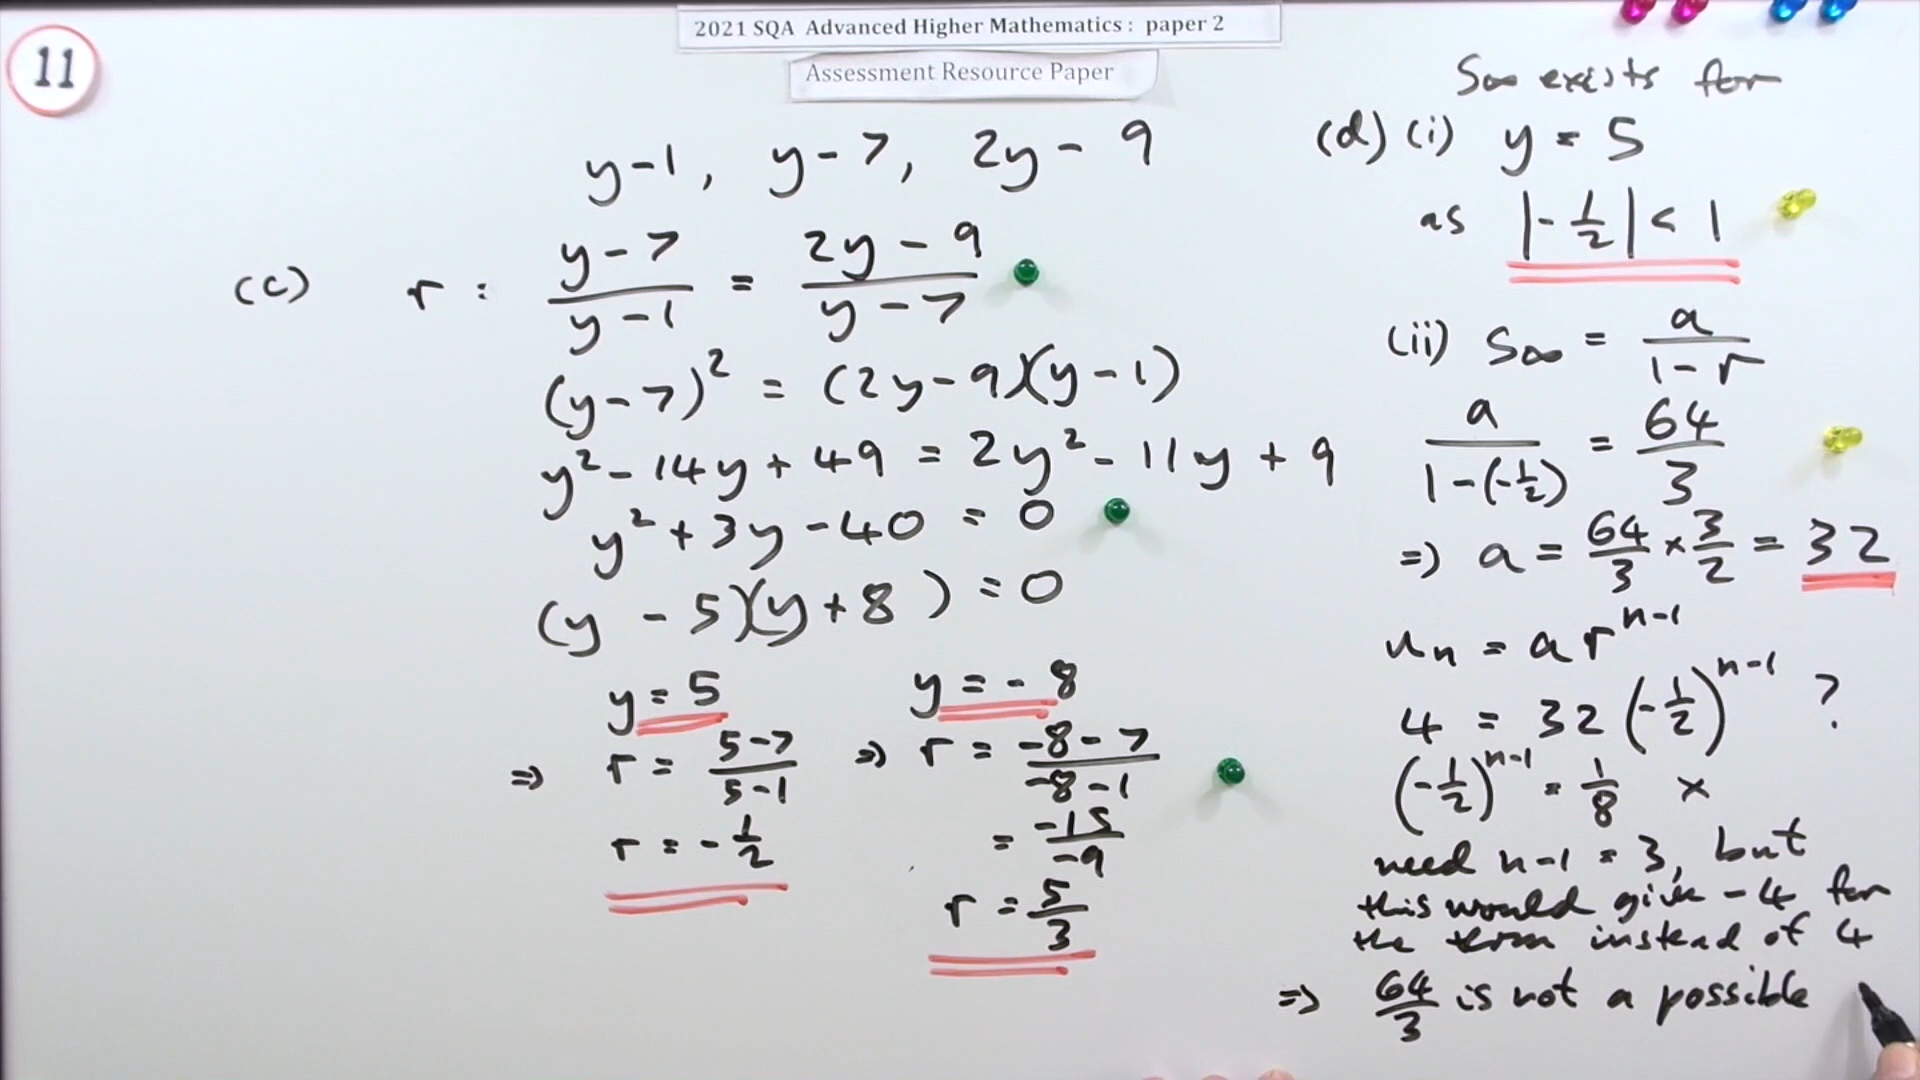 11
2021 SQA Advanced Higher Mathematics : paper 2
Assessment Resource Paper
y-1, y-7, 2y-9
(c) r : (y-7)/(y-1) = (2y-9)/(y-7)
(y-7)² = (2y-9)(y-1)
y²-14y+49 = 2y²-11y+9
y²+3y-40 = 0
(y-5)(y+8) = 0
y=5 y=-8
⇒ r = (5-7)/(5-1) ⇒ r = (-8-7)/(-8-1)
r = -1/2 = -15/-9
r = 5/3
S∞ exists for
(d) (i) y = 5
as |-1/2| < 1
(ii) S∞ = a/(1-r)
a/(1-(-1/2)) = 64/3
⇒ a = 64/3 × 3/2 = 32
uₙ = a rⁿ⁻¹
4 = 32 (-1/2)ⁿ⁻¹ ?
(-1/2)ⁿ⁻¹ = 1/8 ×
need n-1 = 3, but
this would give -4 for
the term instead of 4
⇒ 64/3 is not a possible